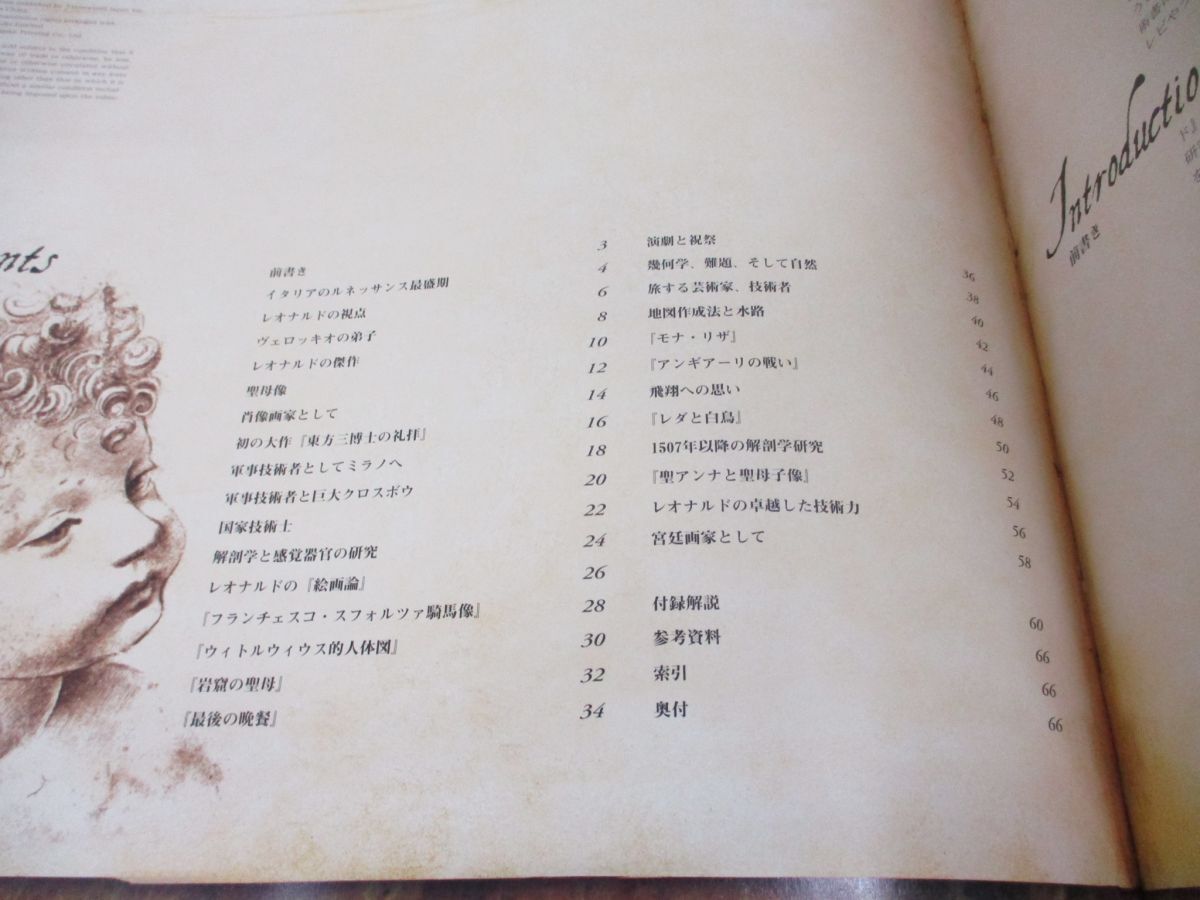 sold subject to the condition that it
nts
前書き 3
イタリアのルネッサンス最盛期 4
レオナルドの視点 6
ヴェロッキオの弟子 8
レオナルドの傑作 10
聖母像 12
肖像画家として 14
初の大作『東方三博士の礼拝』 16
軍事技術者としてミラノへ 18
軍事技術者と巨大クロスボウ 20
国家技術士 22
解剖学と感覚器官の研究 24
レオナルドの『絵画論』 26
『フランチェスコ・スフォルツァ騎馬像』 28
『ウィトルウィウス的人体図』 30
『岩窟の聖母』 32
『最後の晩餐』 34
演劇と祝祭 36
幾何学、難題、そして自然 38
旅する芸術家、技術者 40
地図作成法と水路 42
『モナ・リザ』 44
『アンギアーリの戦い』 46
飛翔への思い 48
『レダと白鳥』 50
1507年以降の解剖学研究 52
『聖アンナと聖母子像』 54
レオナルドの卓越した技術力 56
宮廷画家として 58
付録解説 60
参考資料 66
索引 66
奥付 66
Introductio
前書き